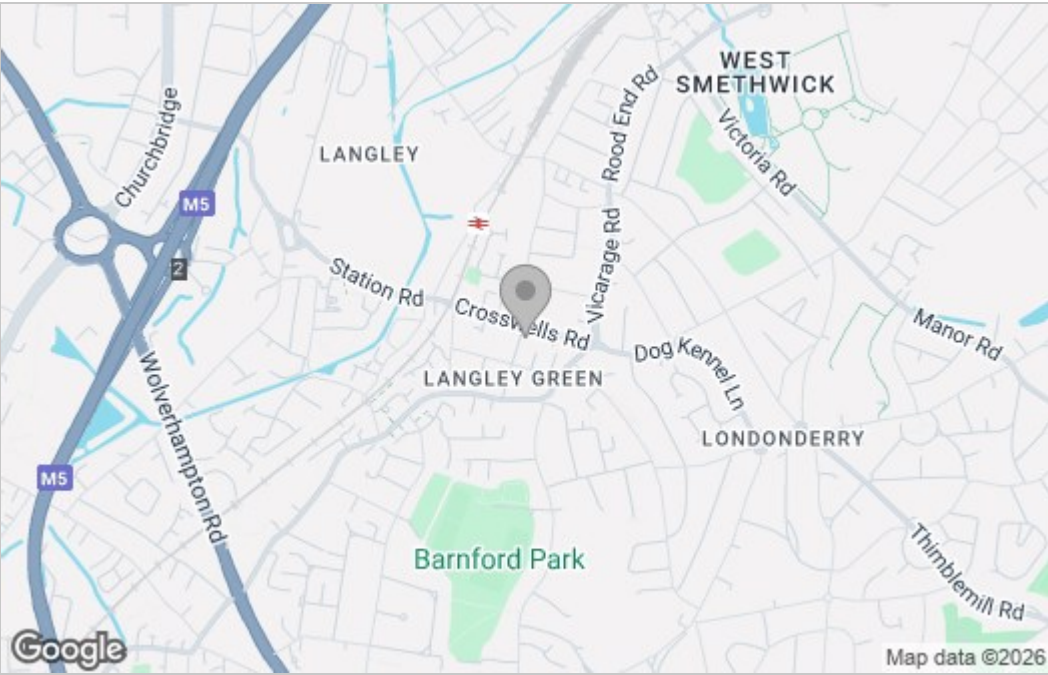 WEST
SMETHWICK
Rood End Rd
Churchbridge
Victoria Rd
LANGLEY
M5
Vicarage Rd
2
Station Rd
Crosswells Rd
Manor Rd
Dog Kennel Ln
LANGLEY GREEN
Wolverhampton Rd
LONDONDERRY
M5
Barnford Park
Thimblemill Rd
Google
Map data ©2026